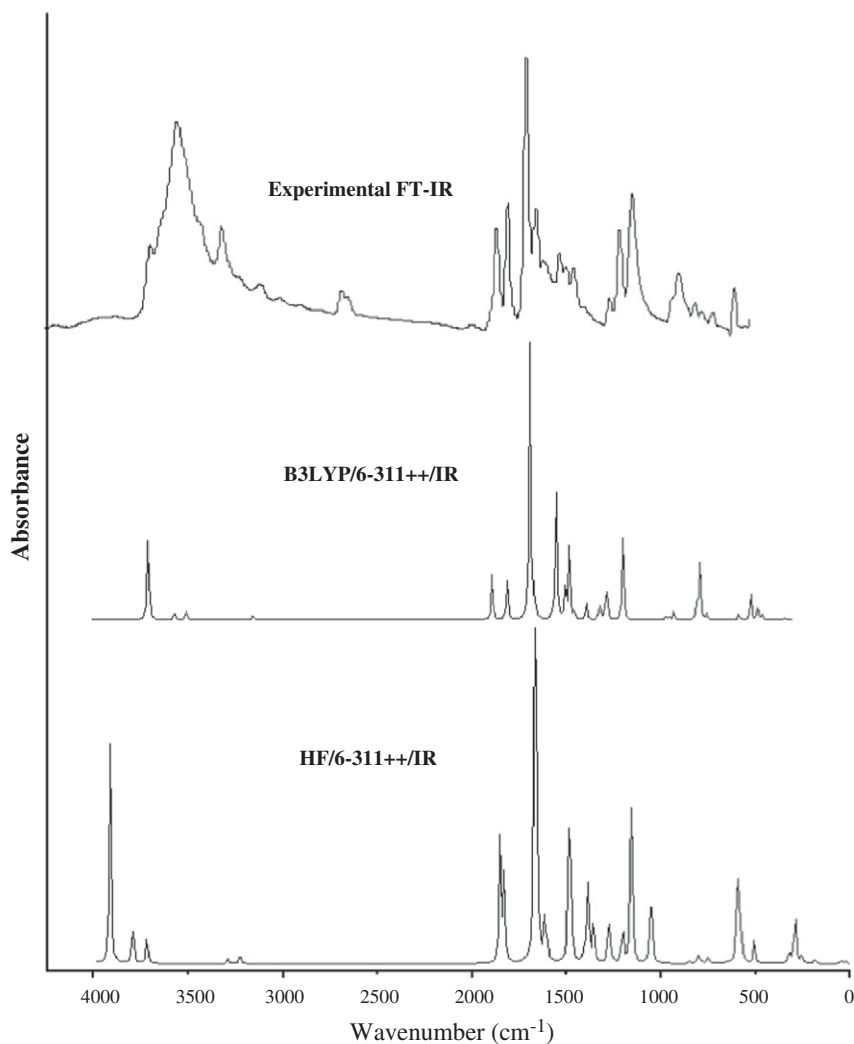 Experimental FT-IR
B3LYP/6-311++/IR
HF/6-311++/IR
Absorbance
4000 3500 3000 2500 2000 1500 1000 500 0
Wavenumber (cm⁻¹)